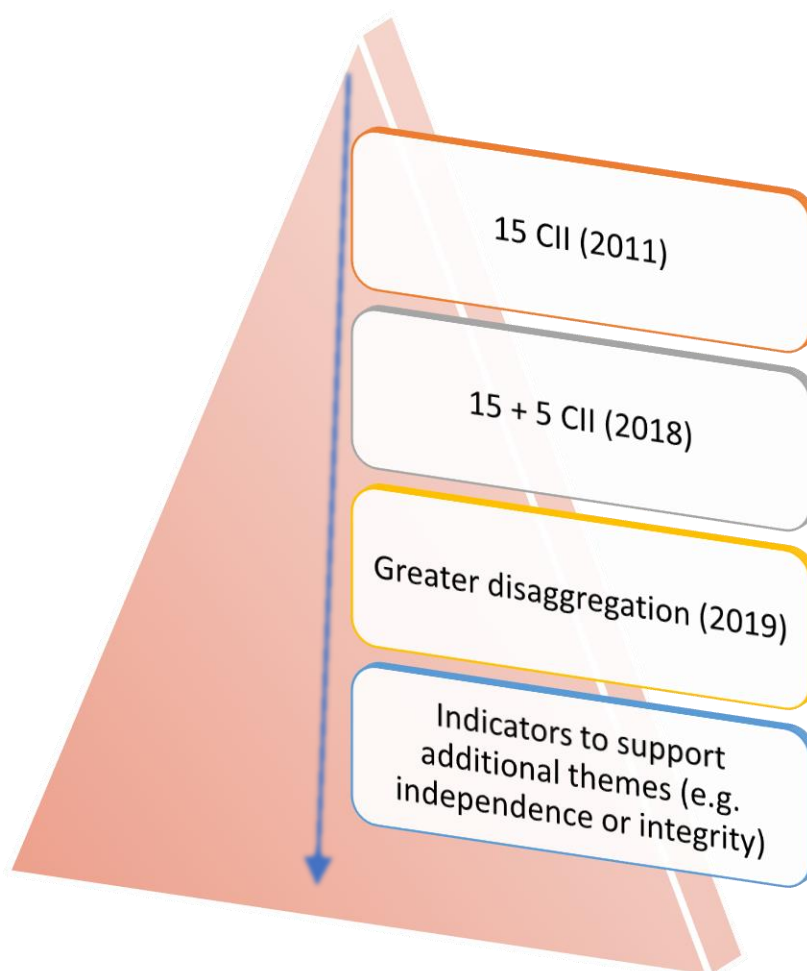 15 CII (2011)
15 + 5 CII (2018)
Greater disaggregation (2019)
Indicators to support
additional themes (e.g.
independence or integrity)